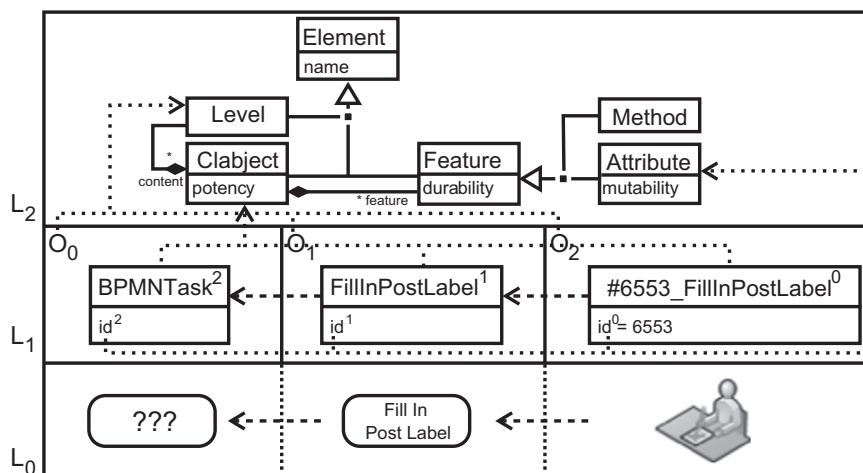 Element
name
Level
Method
Clabject
Feature
Attribute
*
content
potency
durability
mutability
* feature
L2
O0
O1
O2
BPMNTask2
FillInPostLabel1
#6553_FillInPostLabel0
id2
id1
id0= 6553
L1
???
Fill In
Post Label
L0